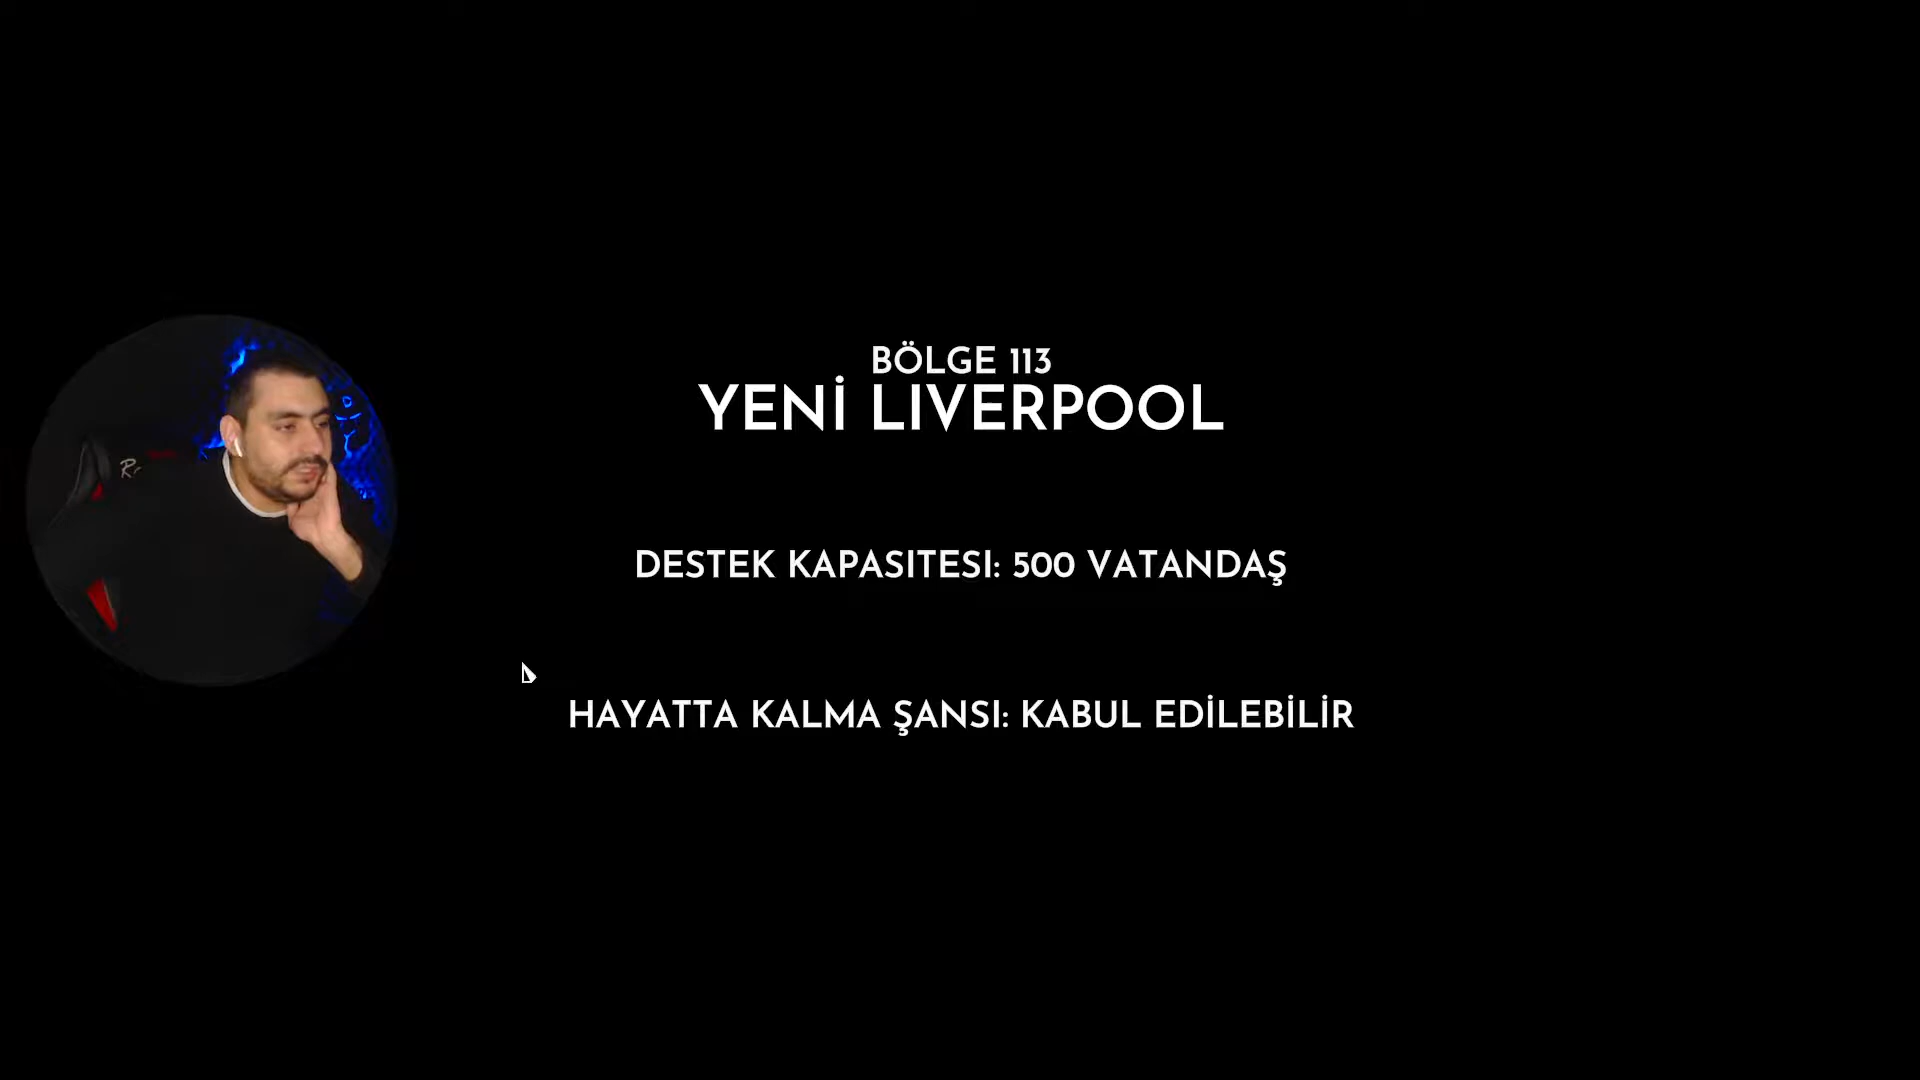 BÖLGE 113
YENİ LIVERPOOL
DESTEK KAPASITESI: 500 VATANDAŞ
HAYATTA KALMA ŞANSI: KABUL EDİLEBİLİR